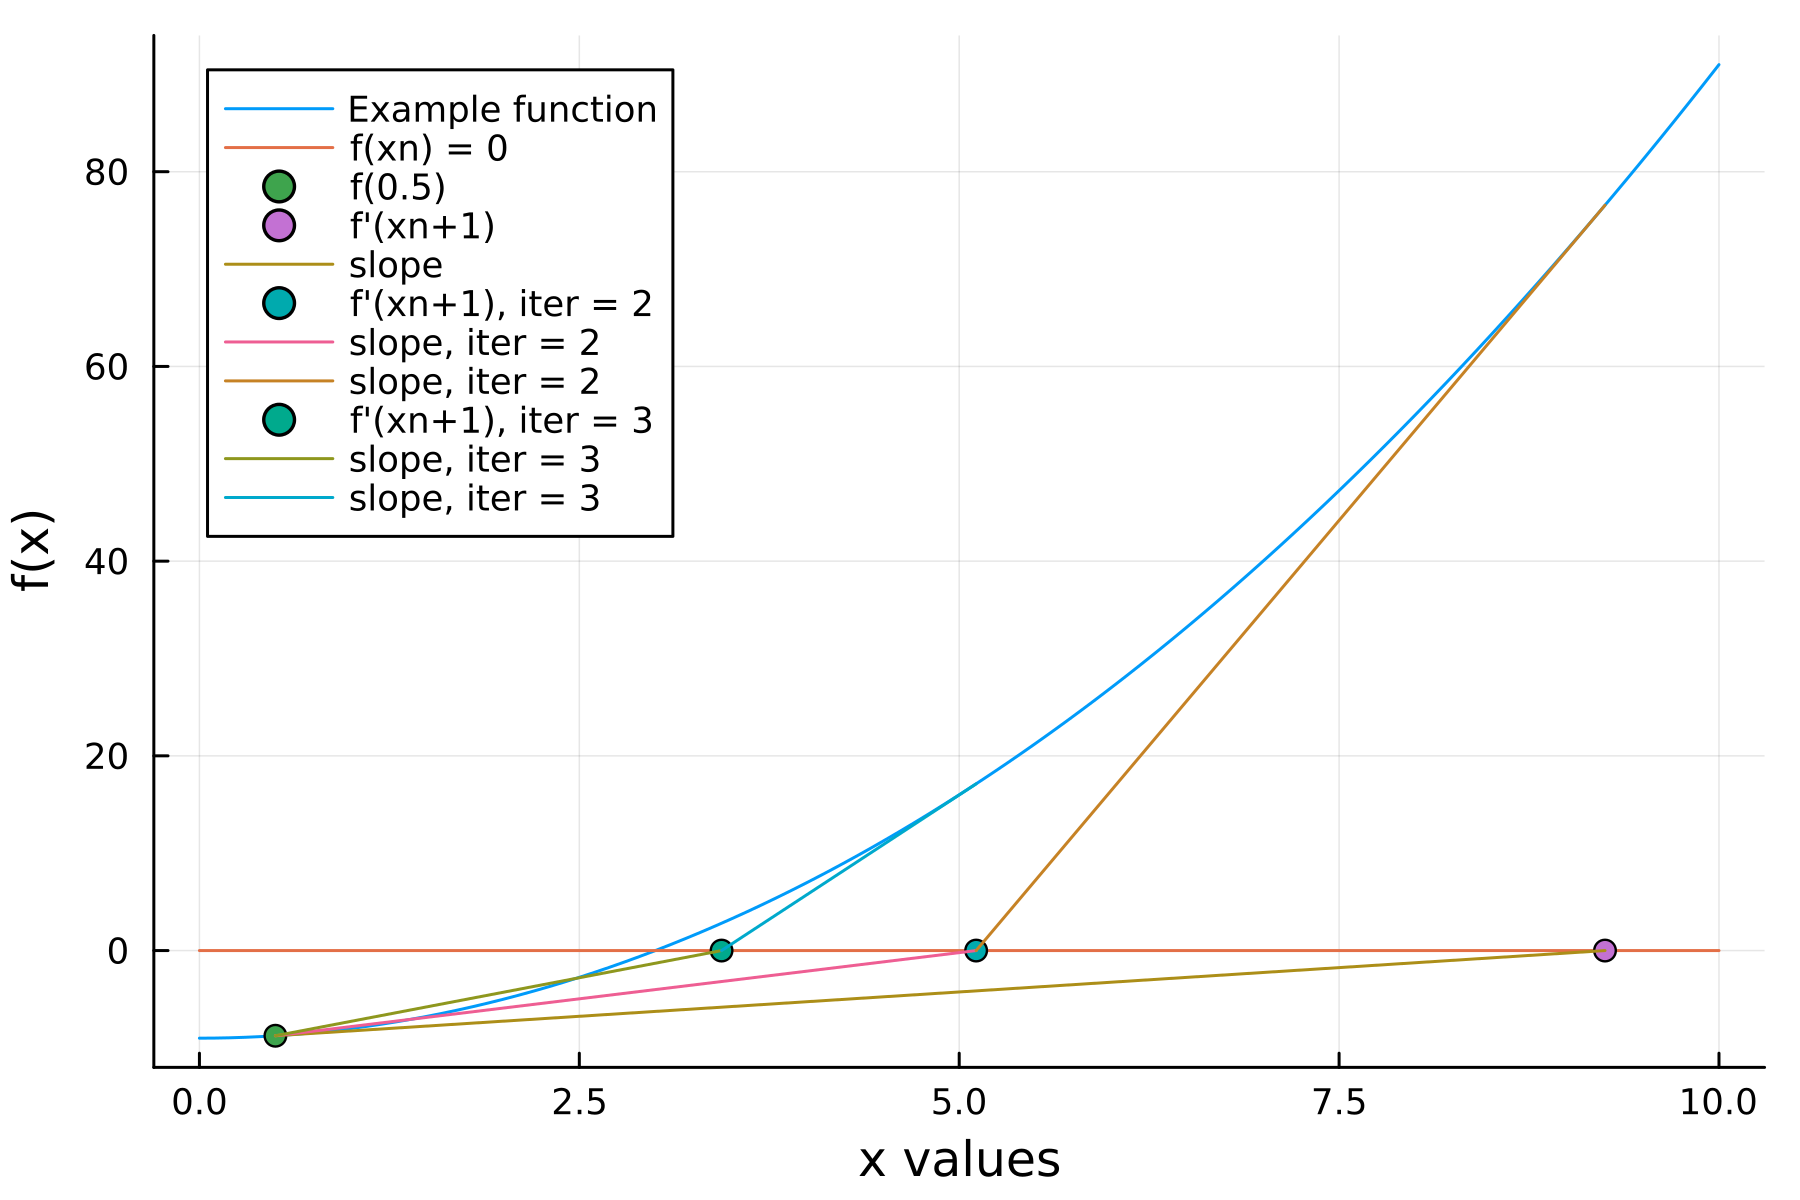 Example function
f(xn) = 0
f(0.5)
f'(xn+1)
slope
f'(xn+1), iter = 2
slope, iter = 2
slope, iter = 2
f'(xn+1), iter = 3
slope, iter = 3
slope, iter = 3
80
60
40
20
0
f(x)
0.0 2.5 5.0 7.5 10.0
x values